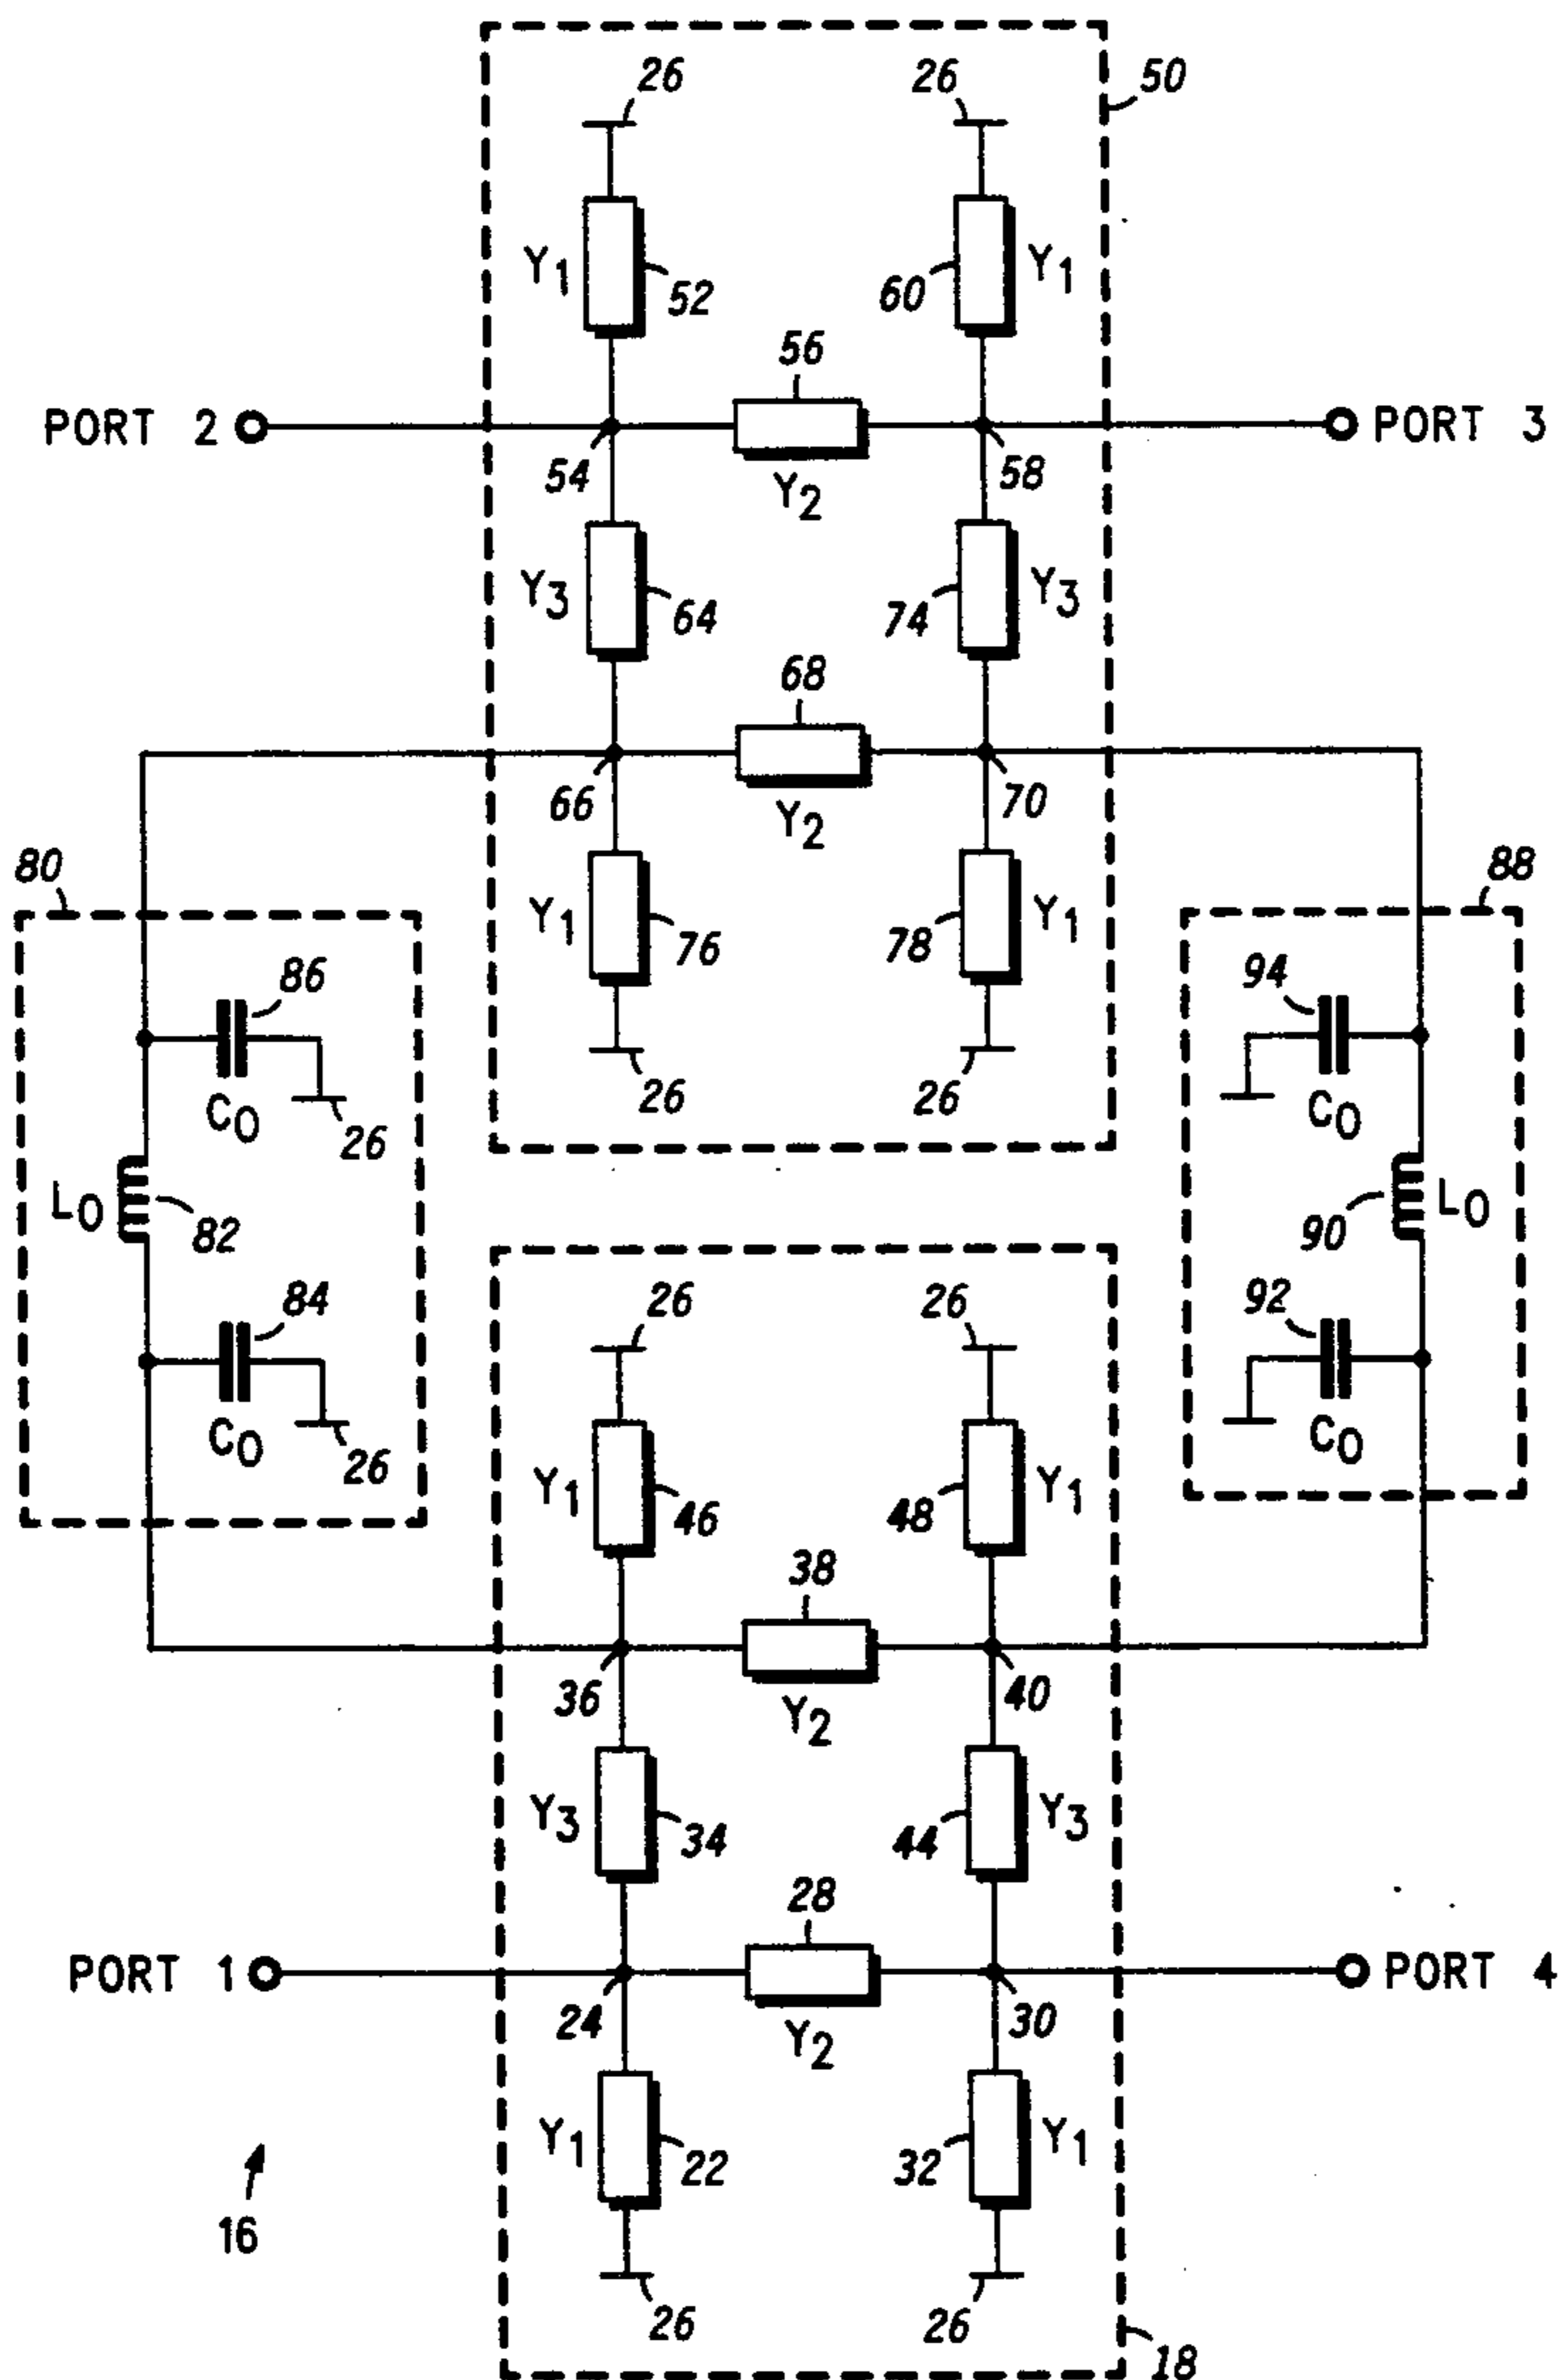 26 26 50
Y1 52 60 Y1
56
PORT 2 PORT 3
54 Y2 58
Y3 64 74 Y3
68
66 Y2 70
80 88
Y1 76 78 Y1
86 94
C0 26 26 26 C0
L0 82 90 L0
84 26 26 92
C0 26 C0
Y1 46 48 Y1
38
36 Y2 40
Y3 34 44 Y3
28
PORT 1 PORT 4
24 Y2 30
Y1 22 32 Y1
16
26 26 18